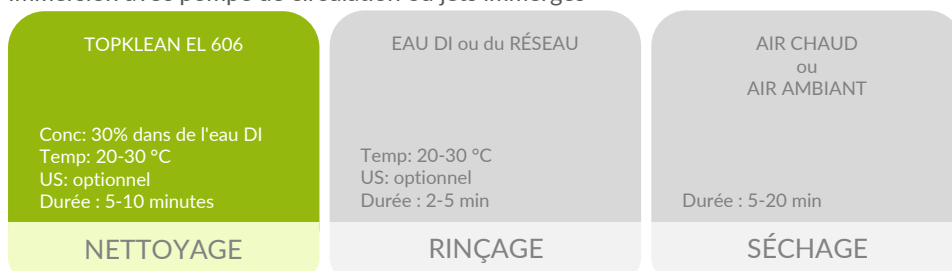 immersion avec pompe de circulation ou jets immergés
TOPKLEAN EL 606
Conc: 30% dans de l'eau DI
Temp: 20-30 °C
US: optionnel
Durée : 5-10 minutes
NETTOYAGE
EAU DI ou du RÉSEAU
Temp: 20-30 °C
US: optionnel
Durée : 2-5 min
RINÇAGE
AIR CHAUD
ou
AIR AMBIANT
Durée : 5-20 min
SÉCHAGE